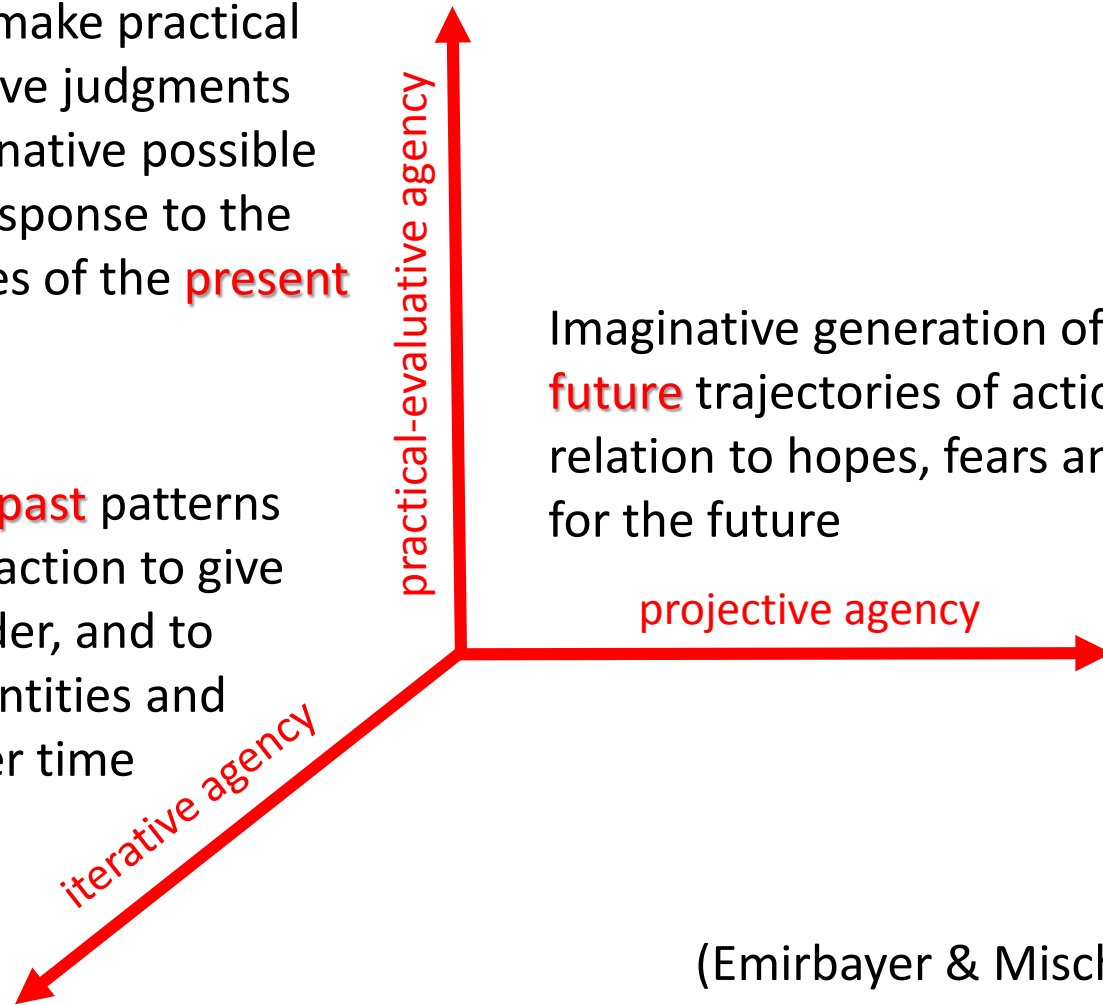 make practical
ve judgments
native possible
sponse to the
es of the present
practical-evaluative agency
Imaginative generation of
future trajectories of actio
relation to hopes, fears an
for the future
past patterns
action to give
der, and to
ntities and
er time
projective agency
iterative agency
(Emirbayer & Misch